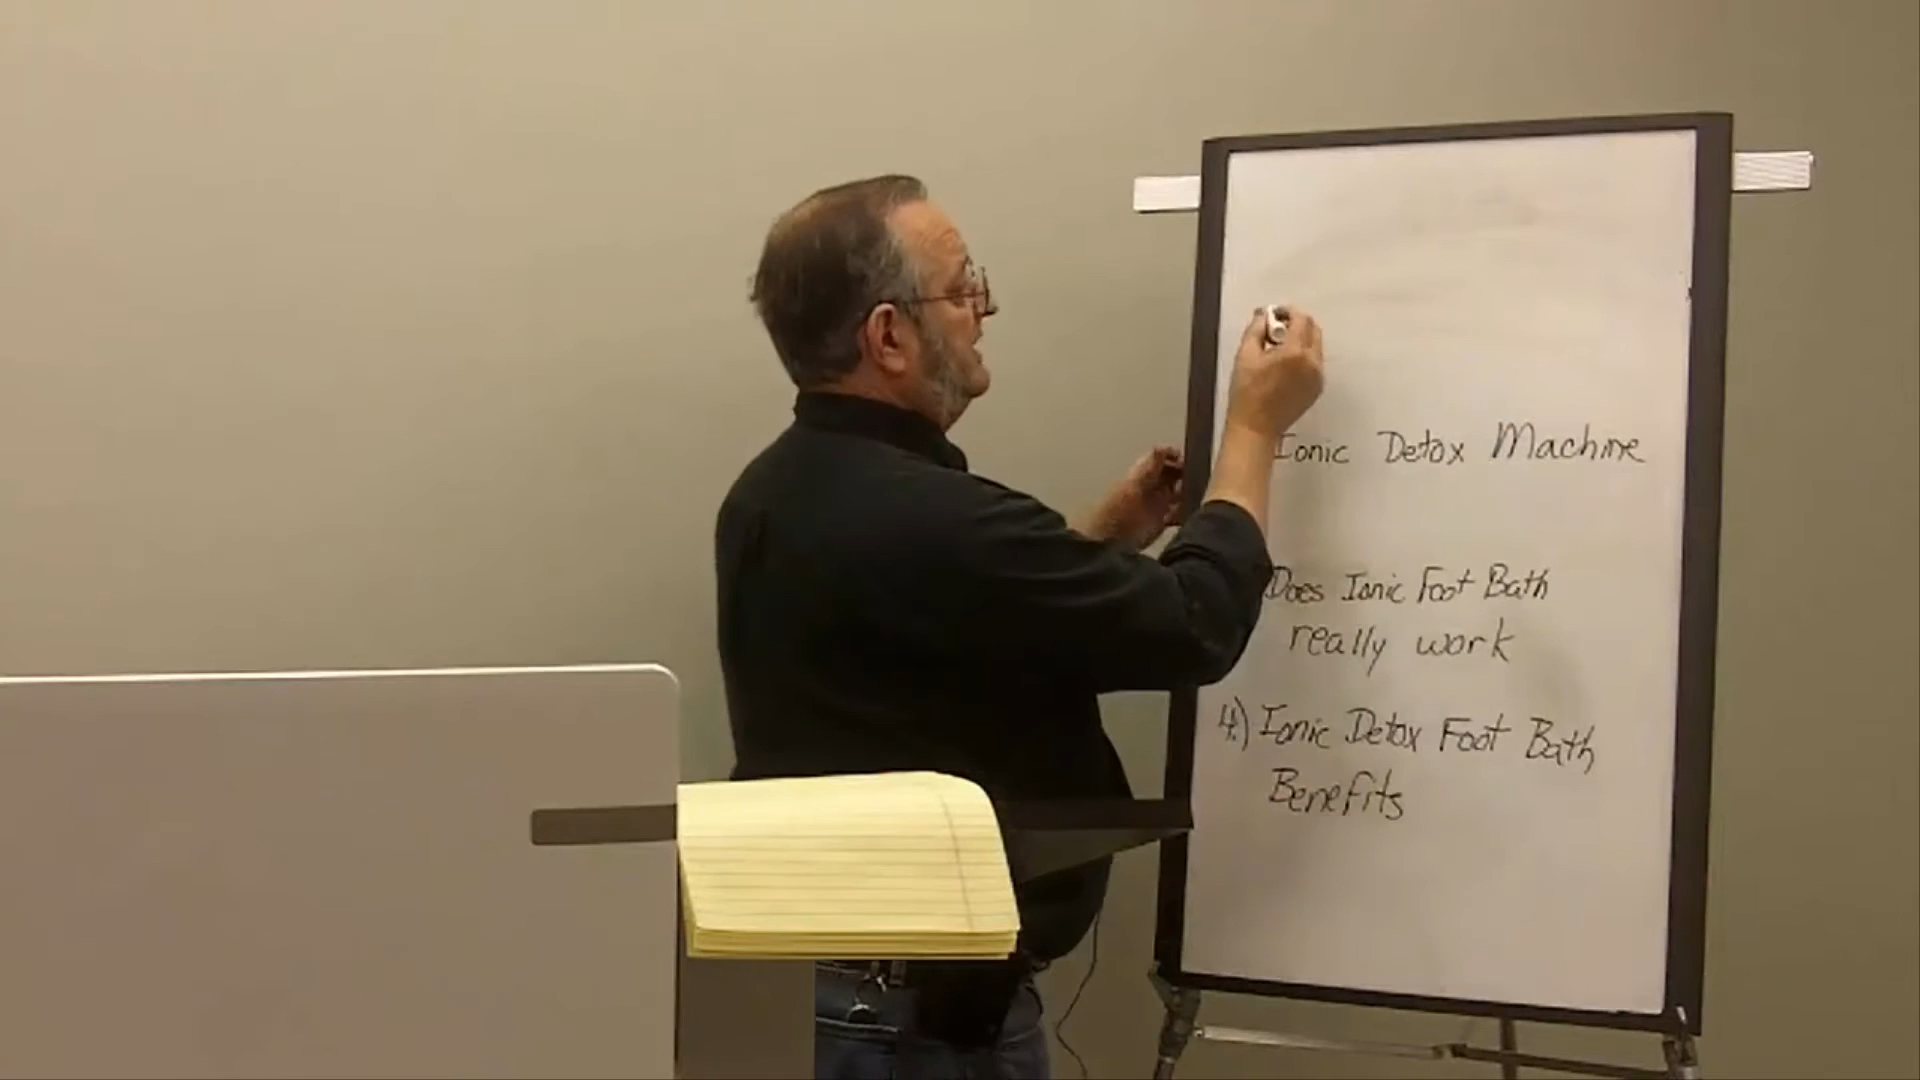 Ionic Detox Machine
Does Ionic Foot Bath
really work
4.) Ionic Detox Foot Bath
Benefits